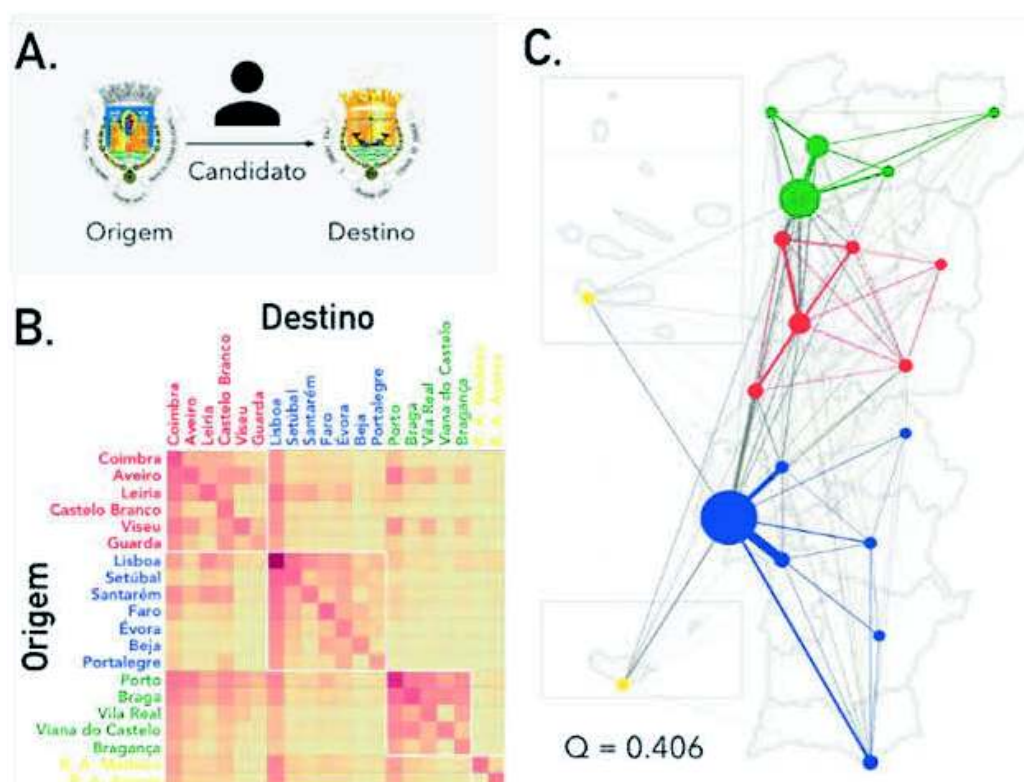 A.
Candidato
Origem
Destino
B.
Destino
Coimbra
Aveiro
Leiria
Castelo Branco
Viseu
Guarda
Lisboa
Setúbal
Santarém
Faro
Évora
Beja
Portalegre
Porto
Braga
Vila Real
Viana do Castelo
Bragança
Origem
Coimbra
Aveiro
Leiria
Castelo Branco
Viseu
Guarda
Lisboa
Setúbal
Santarém
Faro
Évora
Beja
Portalegre
Porto
Braga
Vila Real
Viana do Castelo
Bragança
R. A. Madeira
C.
Q = 0.406